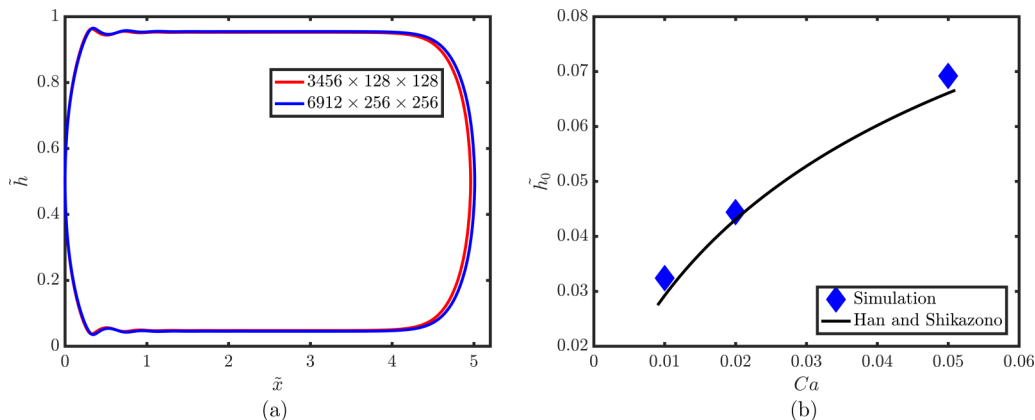 1
0.8
0.6
0.4
0.2
0
h̃
3456 × 128 × 128
6912 × 256 × 256
0 1 2 3 4 5
x̃
(a)
0.08
0.07
0.06
0.05
0.04
0.03
0.02
h̃₀
Simulation
Han and Shikazono
0 0.01 0.02 0.03 0.04 0.05 0.06
Ca
(b)